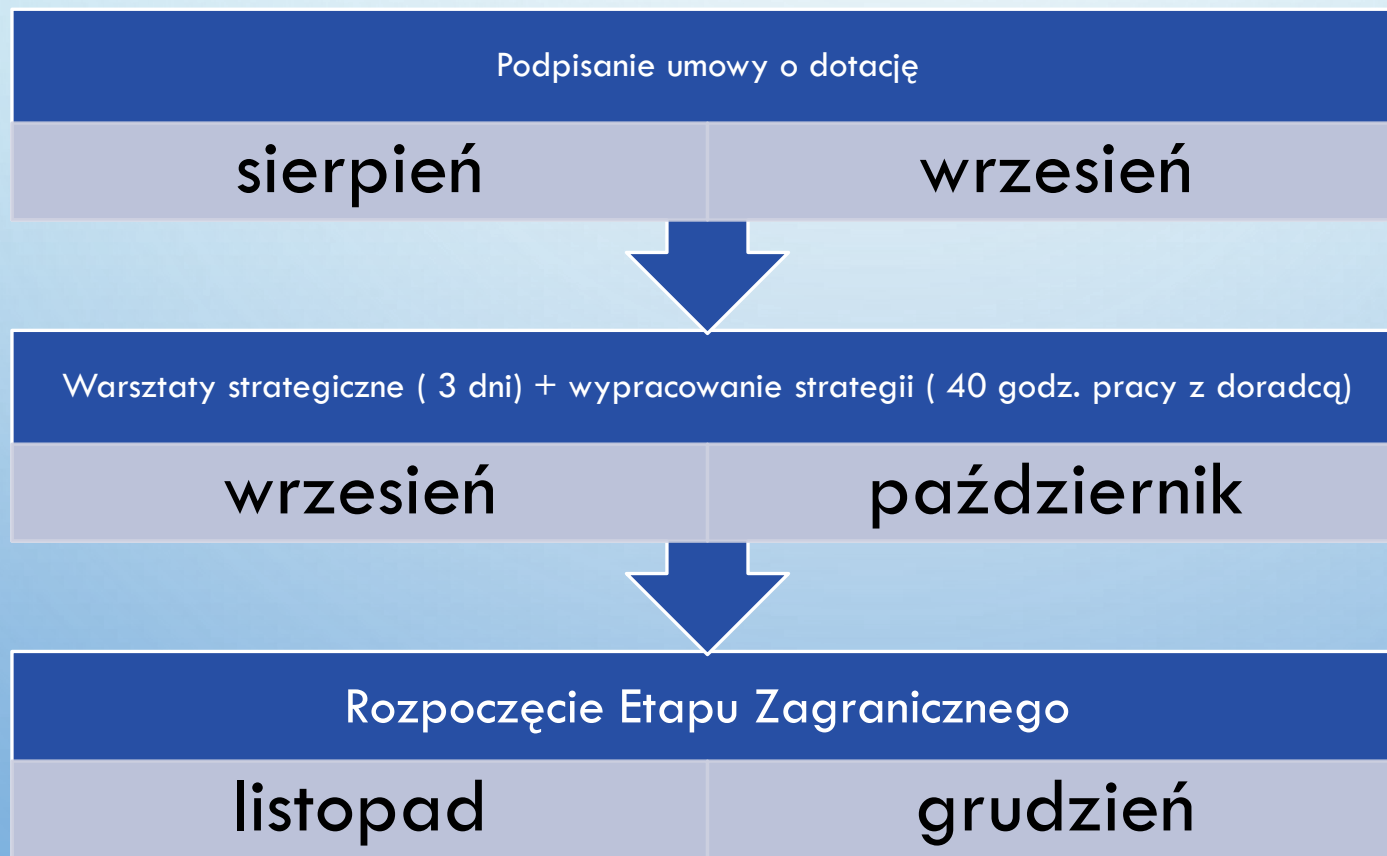 Podpisanie umowy o dotację
sierpień wrzesień
Warsztaty strategiczne ( 3 dni) + wypracowanie strategii ( 40 godz. pracy z doradcą)
wrzesień październik
Rozpoczęcie Etapu Zagranicznego
listopad grudzień